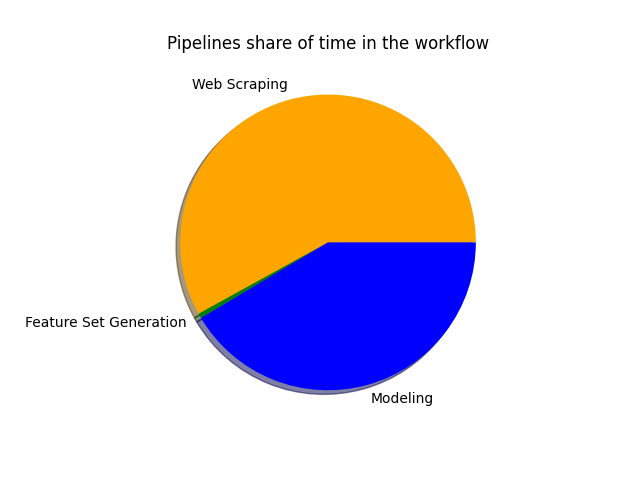 Pipelines share of time in the workflow
Web Scraping
Feature Set Generation
Modeling